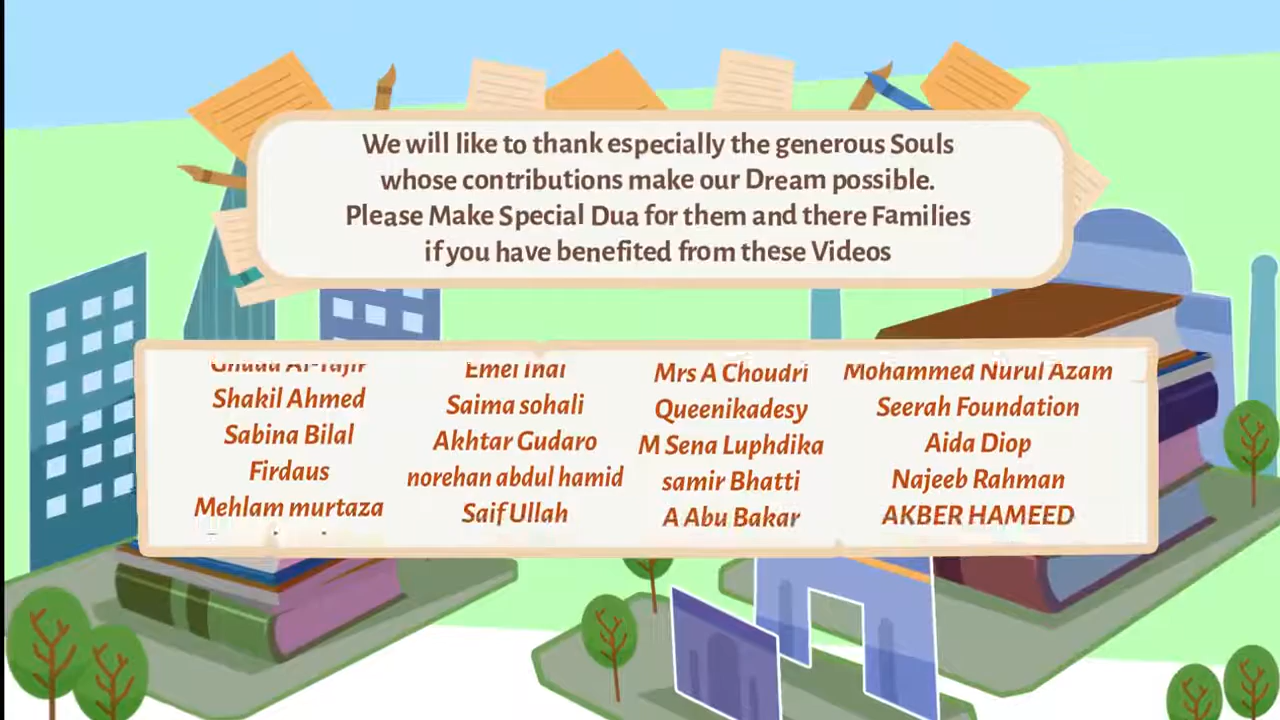 We will like to thank especially the generous Souls
whose contributions make our Dream possible.
Please Make Special Dua for them and there Families
if you have benefited from these Videos
Emel Inal
Mrs A Choudri
Mohammed Nurul Azam
Shakil Ahmed
Saima sohali
Queenikadesy
Seerah Foundation
Sabina Bilal
Akhtar Gudaro
M Sena Luphdika
Aida Diop
Firdaus
norehan abdul hamid
samir Bhatti
Najeeb Rahman
Mehlam murtaza
Saif Ullah
A Abu Bakar
AKBER HAMEED